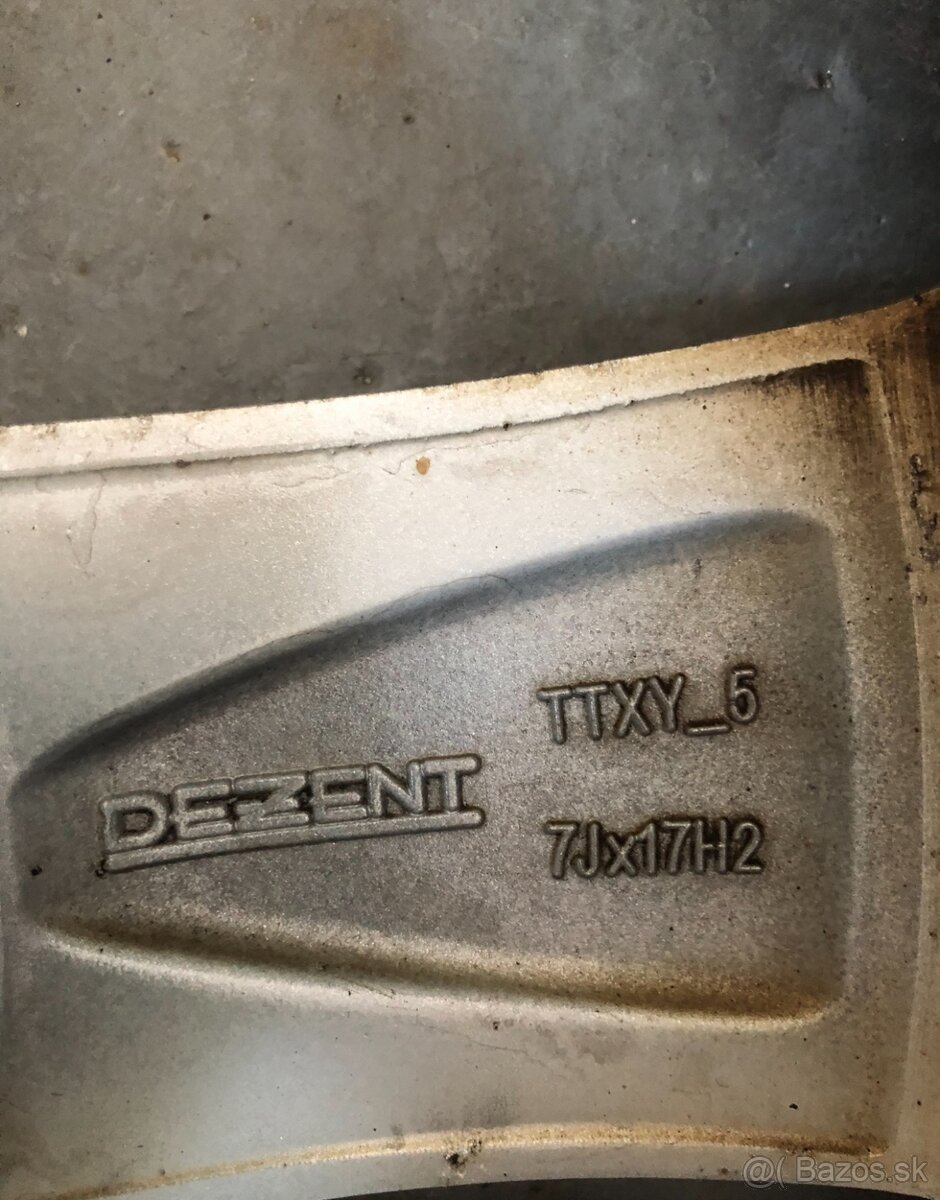 TTXY_5
DEZENT
7Jx17H2
@( Bazos.sk